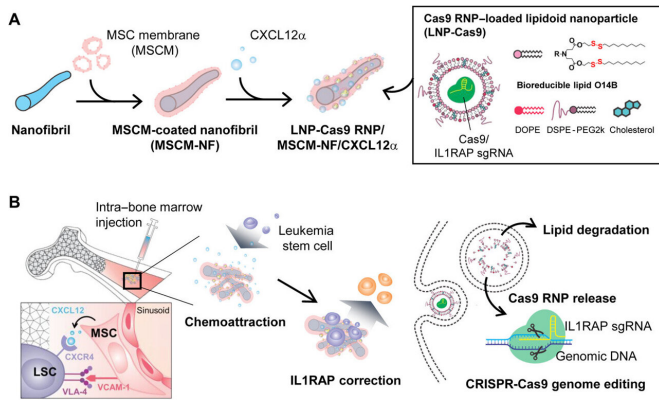 A
MSC membrane
(MSCM)
CXCL12α
Nanofibril
MSCM-coated nanofibril
(MSCM-NF)
LNP-Cas9 RNP/
MSCM-NF/CXCL12α
Cas9 RNP–loaded lipidoid nanoparticle
(LNP-Cas9)
R-N
O
O
O
O
S
S
S
S
Bioreducible lipid O14B
DOPE
DSPE-PEG2k
Cholesterol
Cas9/
IL1RAP sgRNA
B
Intra–bone marrow
injection
Leukemia
stem cell
Chemoattraction
IL1RAP correction
CXCL12
MSC
Sinusoid
CXCR4
LSC
VLA-4
VCAM-1
Lipid degradation
Cas9 RNP release
IL1RAP sgRNA
Genomic DNA
CRISPR-Cas9 genome editing